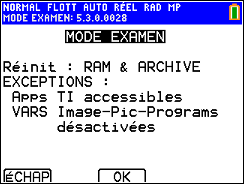 NORMAL FLOTT AUTO RÉEL RAD MP
MODE EXAMEN: 5.3.0.0028
MODE EXAMEN
Réinit : RAM & ARCHIVE
EXCEPTIONS :
Apps TI accessibles
VARS Image-Pic-Programs
désactivées
ÉCHAP OK